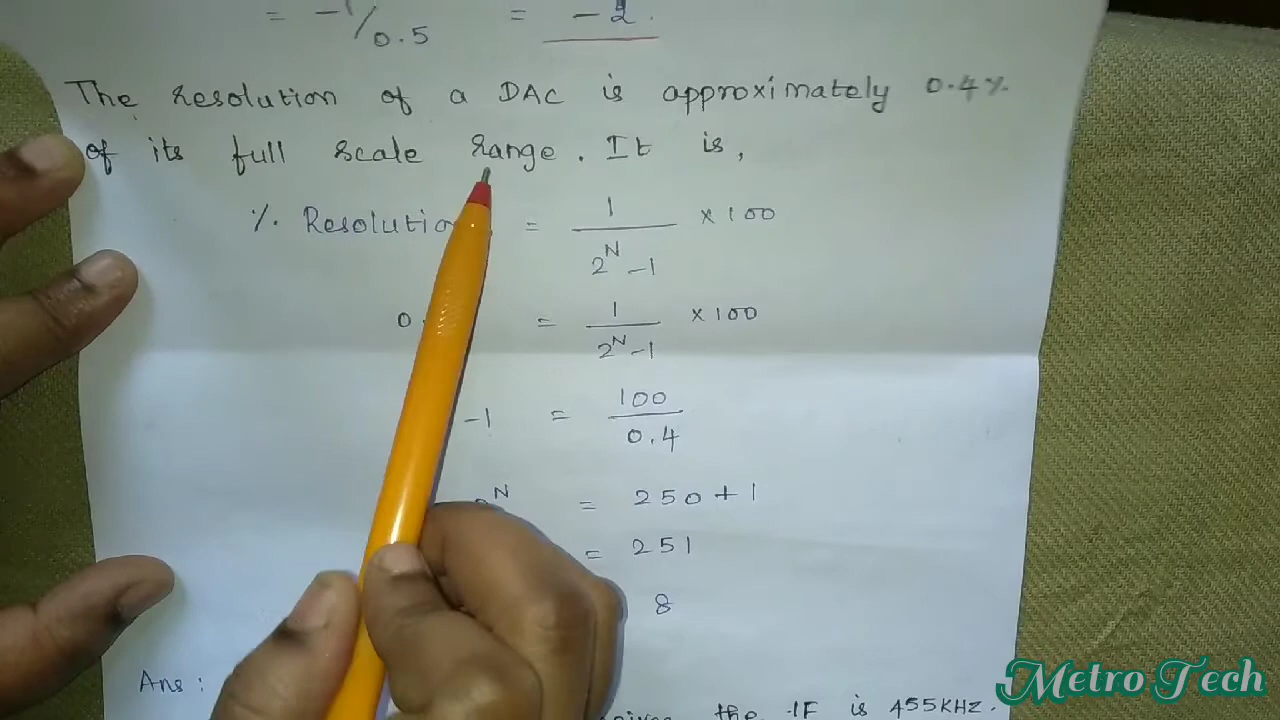 = -1/0.5 = -2.
The resolution of a DAC is approximately 0.4%
of its full scale range. It is,
% Resolution = 1/(2^N -1) × 100
0. = 1/(2^N -1) × 100
-1 = 100/0.4
2^N = 250 + 1
= 251
8
Ans :
the IF is 455KHZ.
Metro Tech